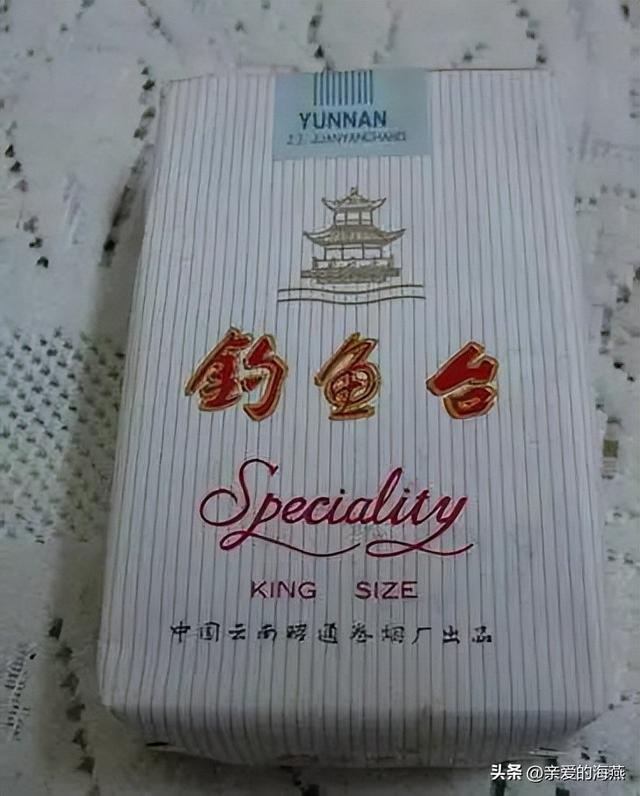 YUNNAN
钓鱼台
Speciality
KING SIZE
中国云南昭通卷烟厂出品
头条 @亲爱的海燕